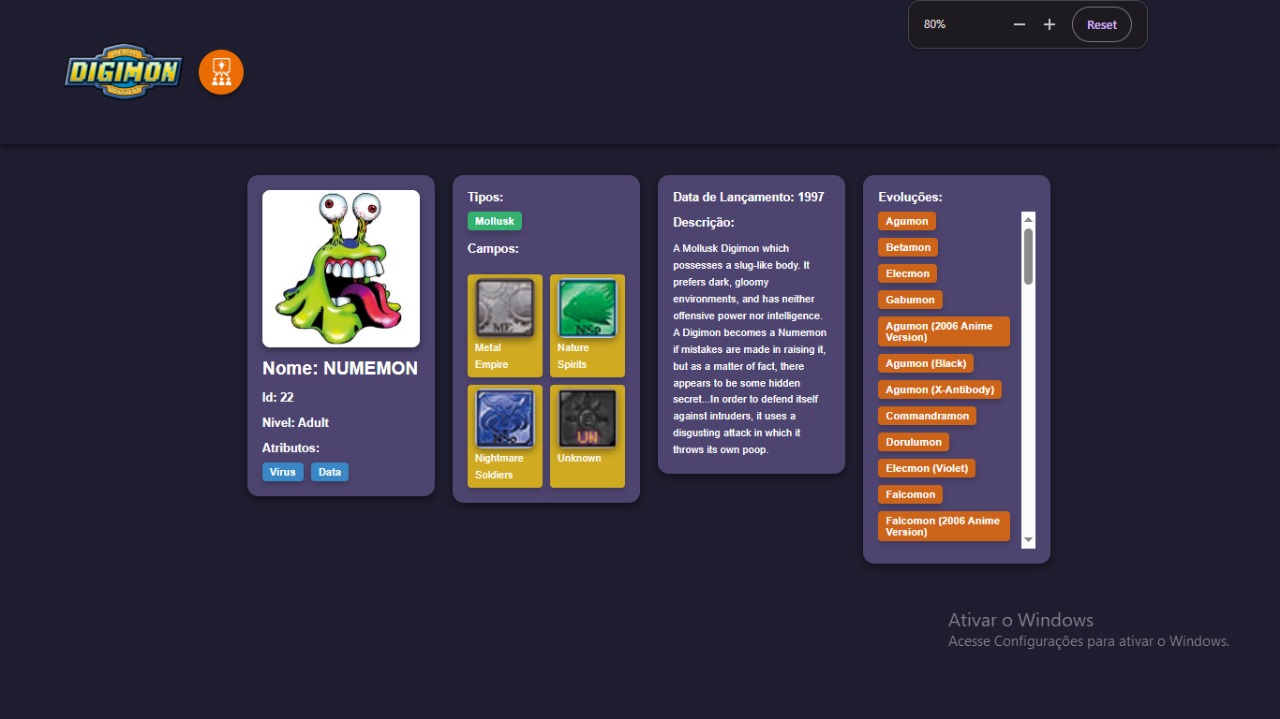 80%
Reset
DIGIMON
Nome: NUMEMON
Id: 22
Nivel: Adult
Atributos:
Virus
Data
Tipos:
Mollusk
Campos:
ME
Metal
Empire
NSp
Nature
Spirits
NSo
Nightmare
Soldiers
UN
Unknown
Data de Lançamento: 1997
Descrição:
A Mollusk Digimon which
possesses a slug-like body. It
prefers dark, gloomy
environments, and has neither
offensive power nor intelligence.
A Digimon becomes a Numemon
if mistakes are made in raising it,
but as a matter of fact, there
appears to be some hidden
secret...In order to defend itself
against intruders, it uses a
disgusting attack in which it
throws its own poop.
Evoluções:
Agumon
Betamon
Elecmon
Gabumon
Agumon (2006 Anime
Version)
Agumon (Black)
Agumon (X-Antibody)
Commandramon
Dorulumon
Elecmon (Violet)
Falcomon
Falcomon (2006 Anime
Version)
Ativar o Windows
Acesse Configurações para ativar o Windows.